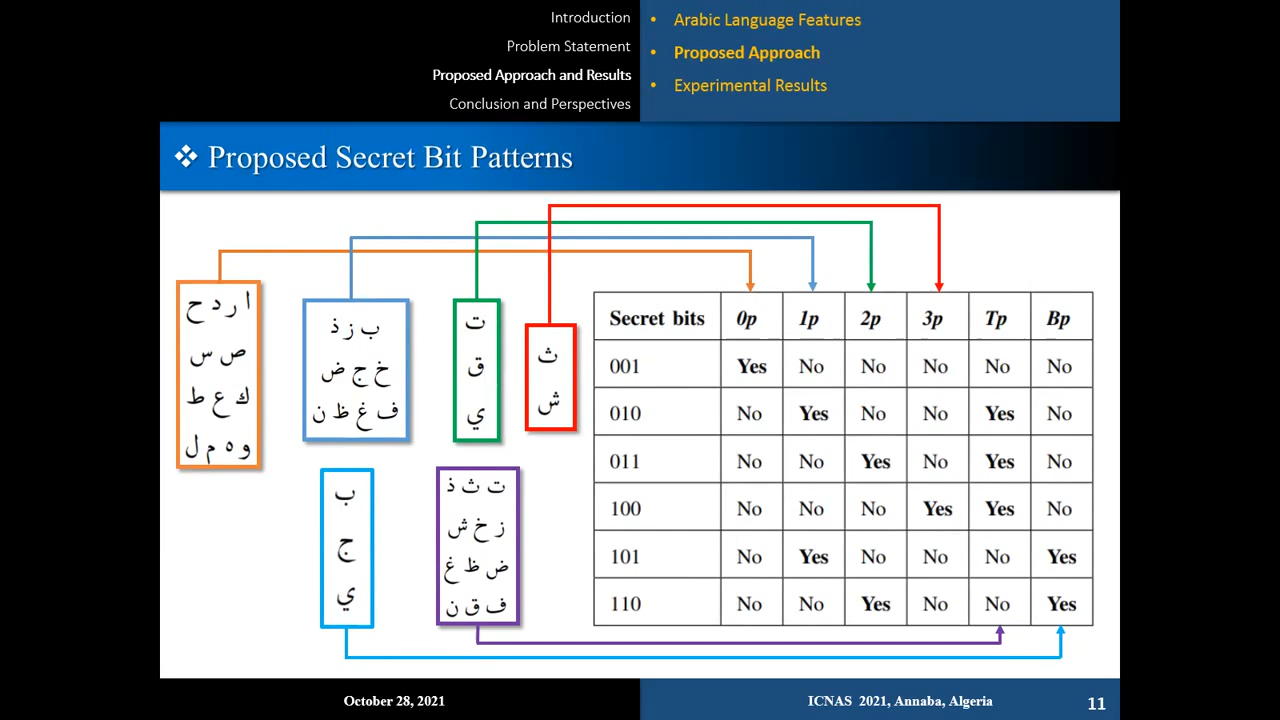 Introduction
Problem Statement
Proposed Approach and Results
Conclusion and Perspectives
• Arabic Language Features
• Proposed Approach
• Experimental Results
❖ Proposed Secret Bit Patterns
ا ر د ح
ص س
ك ع ط
و ه م ل
ب ز ذ
خ ج ض
ف غ ظ ن
ت
ق
ي
ث
ش
ب
ج
ي
ت ث ذ
ز خ ش
ض ظ غ
ف ق ن
Secret bits 0p 1p 2p 3p Tp Bp
001 Yes No No No No No
010 No Yes No No Yes No
011 No No Yes No Yes No
100 No No No Yes Yes No
101 No Yes No No No Yes
110 No No Yes No No Yes
October 28, 2021
ICNAS 2021, Annaba, Algeria
11